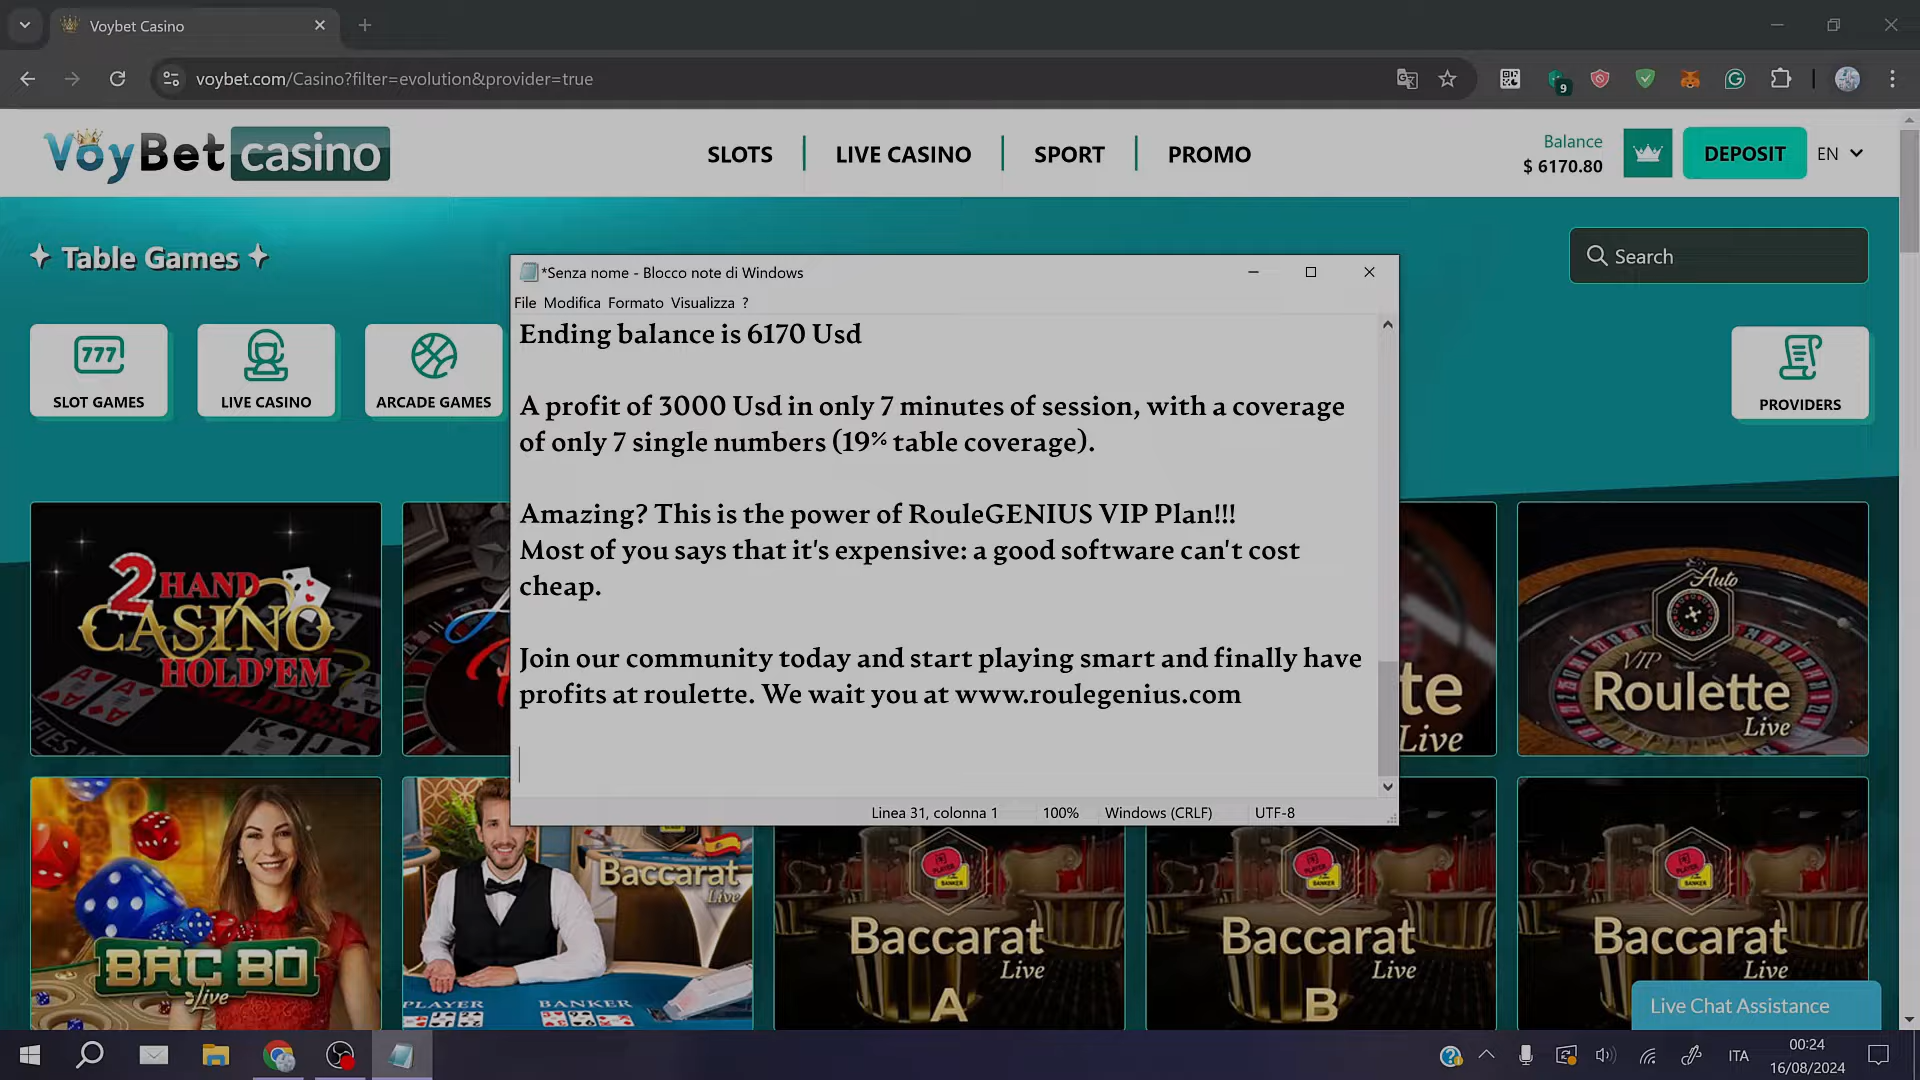 Voybet Casino
voybet.com/Casino?filter=evolution&provider=true
9
VoyBet casino
SLOTS
LIVE CASINO
SPORT
PROMO
Balance
$ 6170.80
DEPOSIT
EN
Table Games
Search
777
SLOT GAMES
LIVE CASINO
ARCADE GAMES
PROVIDERS
*Senza nome - Blocco note di Windows
File Modifica Formato Visualizza ?
Ending balance is 6170 Usd
A profit of 3000 Usd in only 7 minutes of session, with a coverage
of only 7 single numbers (19% table coverage).
Amazing? This is the power of RouleGENIUS VIP Plan!!!
Most of you says that it's expensive: a good software can't cost
cheap.
Join our community today and start playing smart and finally have
profits at roulette. We wait you at www.roulegenius.com
Linea 31, colonna 1
100%
Windows (CRLF)
UTF-8
2 HAND
CASINO
HOLD'EM
te
Live
Auto
VIP
Roulette
Live
BAC BO
Live
Baccarat
Live
PLAYER
BANKER
Baccarat
Live
A
Baccarat
Live
B
Baccarat
Live
Live Chat Assistance
ITA
00:24
16/08/2024